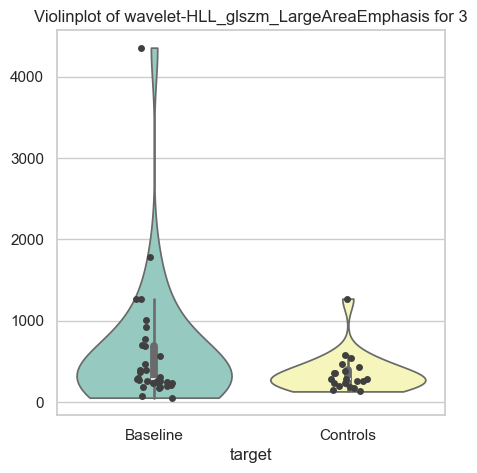 Violinplot of wavelet-HLL_glszm_LargeAreaEmphasis for 3
4000
3000
2000
1000
0
Baseline
Controls
target